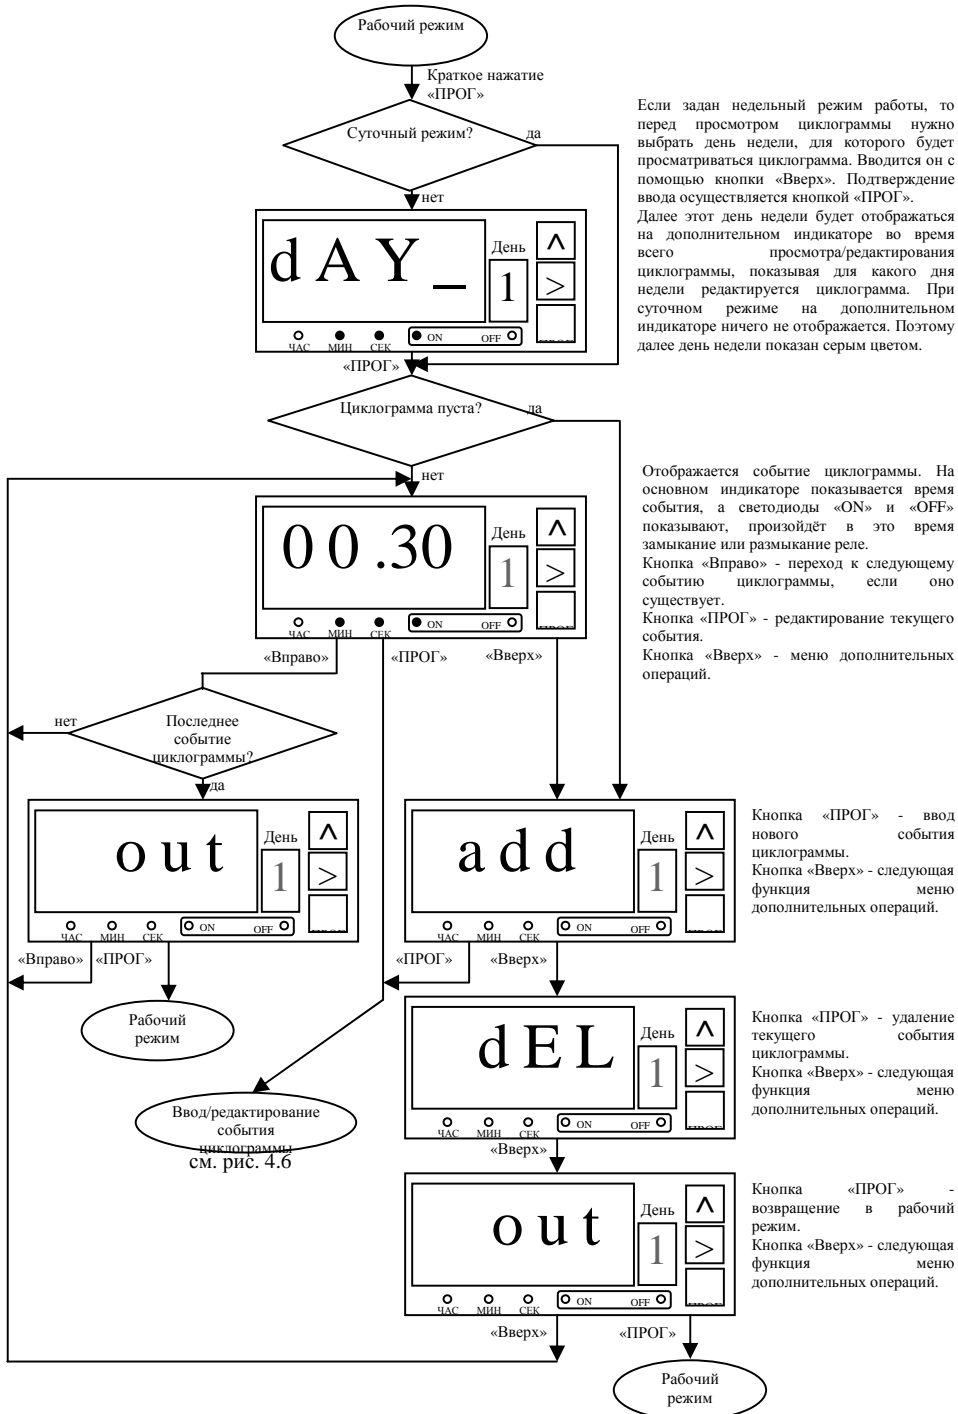 Рабочий режим
Краткое нажатие
«ПРОГ»
Суточный режим?
да
нет
Если задан недельный режим работы, то
перед просмотром циклограммы нужно
выбрать день недели, для которого будет
просматриваться циклограмма. Вводится он с
помощью кнопки «Вверх». Подтверждение
ввода осуществляется кнопкой «ПРОГ».
Далее этот день недели будет отображаться
на дополнительном индикаторе во время
всего просмотра/редактирования
циклограммы, показывая для какого дня
недели редактируется циклограмма. При
суточном режиме на дополнительном
индикаторе ничего не отображается. Поэтому
далее день недели показан серым цветом.
d A Y _
День
1
^
>
ЧАС МИН СЕК ON OFF
«ПРОГ»
Циклограмма пуста?
да
нет
Отображается событие циклограммы. На
основном индикаторе показывается время
события, а светодиоды «ON» и «OFF»
показывают, произойдёт в это время
замыкание или размыкание реле.
Кнопка «Вправо» - переход к следующему
событию циклограммы, если оно
существует.
Кнопка «ПРОГ» - редактирование текущего
события.
Кнопка «Вверх» - меню дополнительных
операций.
0 0 .30
День
1
^
>
ЧАС МИН СЕК ON OFF
«Вправо» «ПРОГ» «Вверх»
нет
Последнее
событие
циклограммы?
да
o u t
День
1
^
>
ЧАС МИН СЕК ON OFF
«Вправо» «ПРОГ»
Рабочий
режим
a d d
День
1
^
>
ЧАС МИН СЕК ON OFF
«ПРОГ» «Вверх»
Кнопка «ПРОГ» - ввод
нового события
циклограммы.
Кнопка «Вверх» - следующая
функция меню
дополнительных операций.
d E L
День
1
^
>
ЧАС МИН СЕК ON OFF
«Вверх»
Кнопка «ПРОГ» - удаление
текущего события
циклограммы.
Кнопка «Вверх» - следующая
функция меню
дополнительных операций.
Ввод/редактирование
события
циклограммы
см. рис. 4.6
o u t
День
1
^
>
ЧАС МИН СЕК ON OFF
«Вверх» «ПРОГ»
Кнопка «ПРОГ» -
возвращение в рабочий
режим.
Кнопка «Вверх» - следующая
функция меню
дополнительных операций.
Рабочий
режим